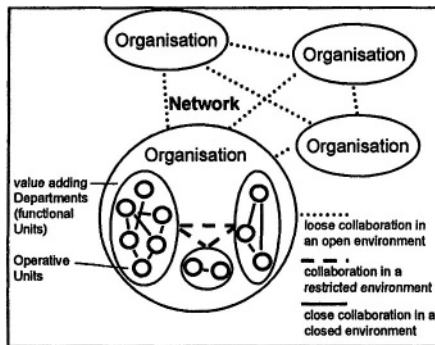 Organisation
Organisation
Network
Organisation
Organisation
value adding
Departments
(functional
Units)
Operative
Units
loose collaboration in
an open environment
collaboration in a
restricted environment
close collaboration in a
closed environment